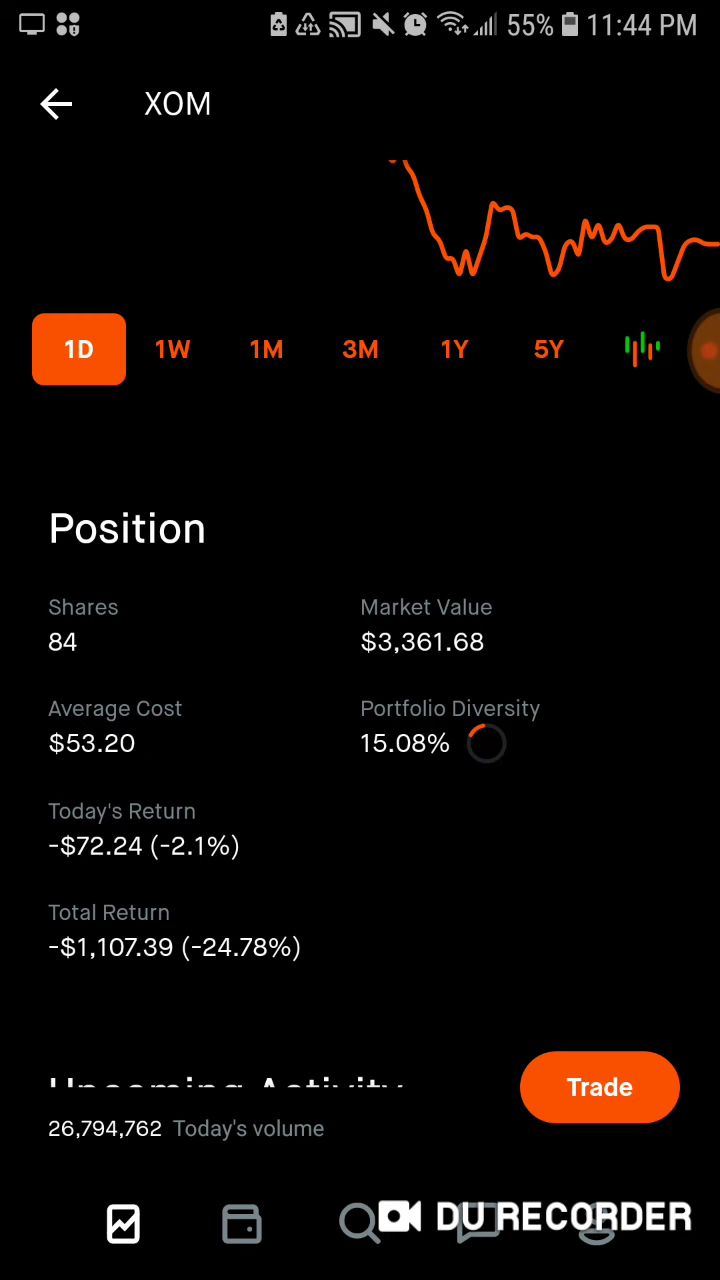 55% 11:44 PM
XOM
1D 1W 1M 3M 1Y 5Y
Position
Shares Market Value
84 $3,361.68
Average Cost Portfolio Diversity
$53.20 15.08%
Today's Return
-$72.24 (-2.1%)
Total Return
-$1,107.39 (-24.78%)
Upcoming Activity
Trade
26,794,762 Today's volume
DU RECORDER